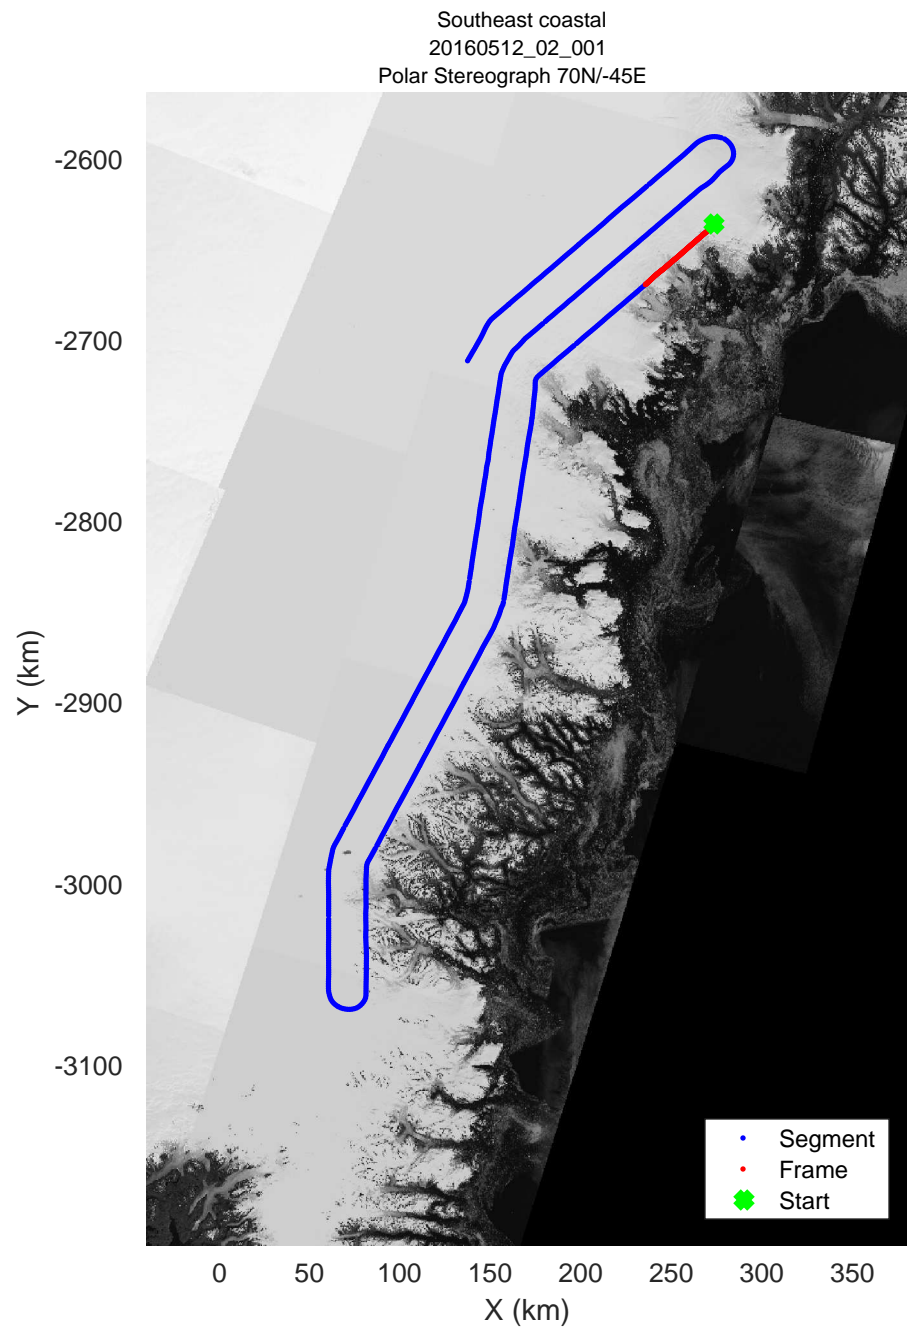 Southeast coastal
20160512_02_001
Polar Stereograph 70N/-45E
-2600
-2700
-2800
-2900
-3000
-3100
Y (km)
Segment
Frame
Start
0 50 100 150 200 250 300 350
X (km)